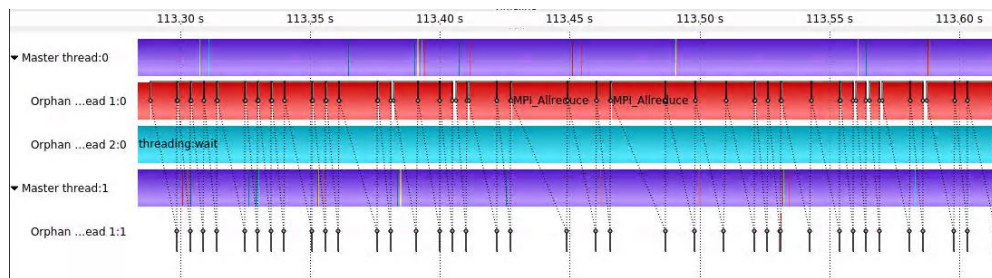 113.30 s 113.35 s 113.40 s 113.45 s 113.50 s 113.55 s 113.60 s
Master thread:0
Orphan ...ead 1:0 MPI_Allreduce MPI_Allreduce
Orphan ...ead 2:0 threading:wait
Master thread:1
Orphan ...ead 1:1